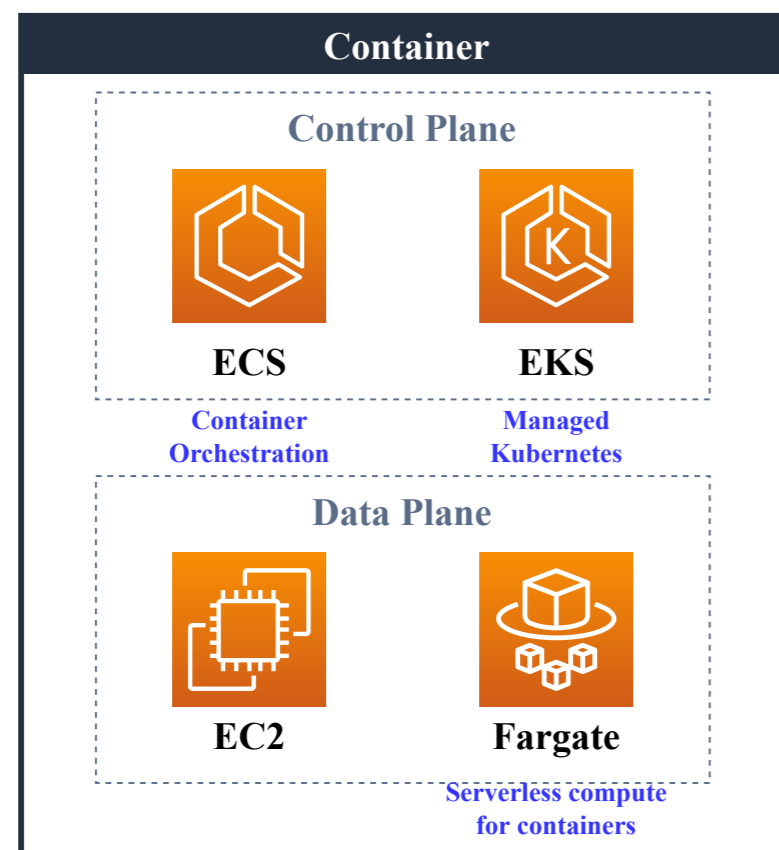 Container
Control Plane
K
ECS
EKS
Container
Orchestration
Managed
Kubernetes
Data Plane
EC2
Fargate
Serverless compute
for containers